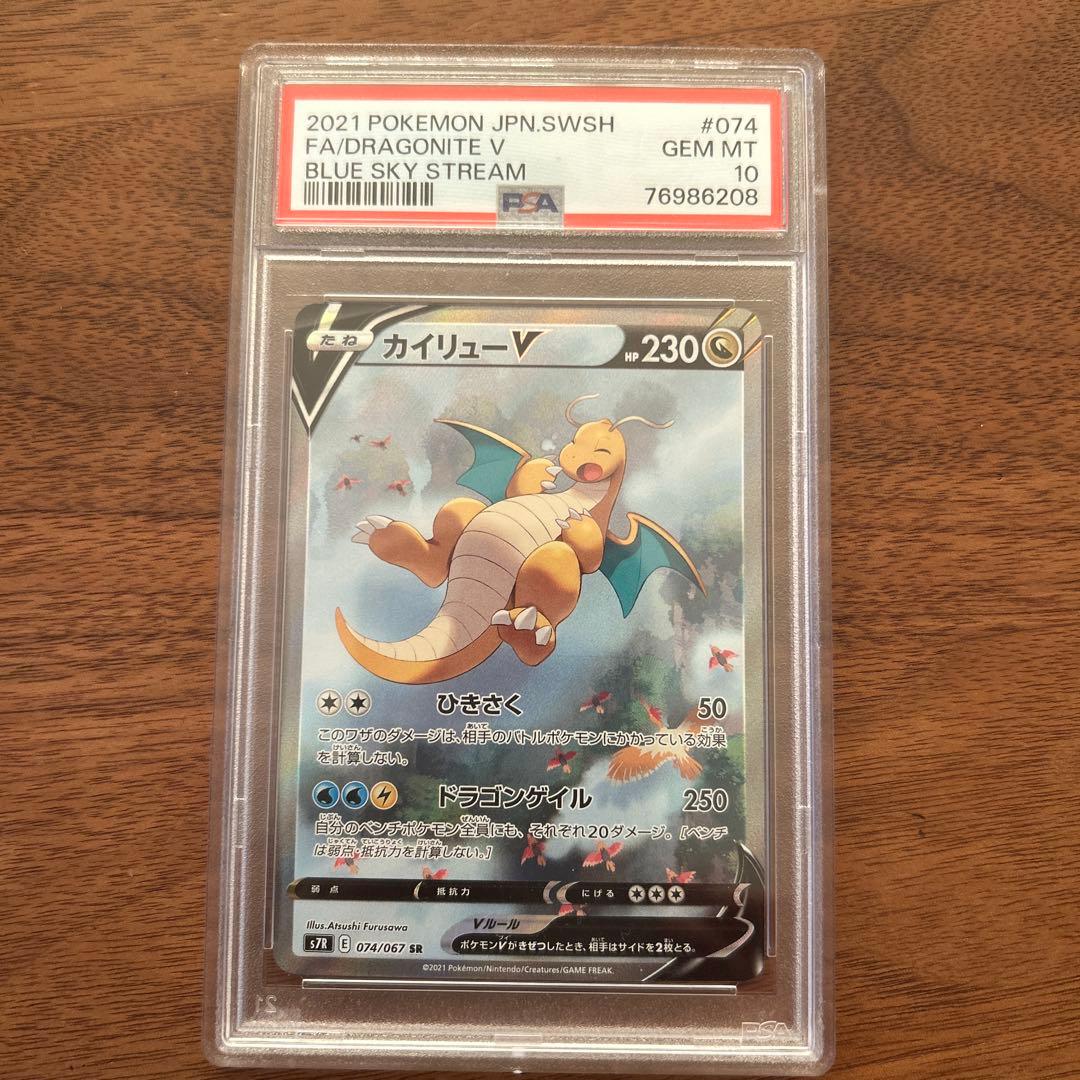 2021 POKEMON JPN.SWSH #074
FA/DRAGONITE V GEM MT
BLUE SKY STREAM 10
PSA 76986208
たね カイリューV HP 230
ひきさく 50
このワザのダメージは、相手のバトルポケモンにかかっている効果
を計算しない。
ドラゴンゲイル 250
自分のベンチポケモン全員にも、それぞれ20ダメージ。[ベンチ
は弱点・抵抗力を計算しない。]
弱点 抵抗力 にげる
Illus.Atsushi Furusawa
Vルール
ポケモンVがきぜつしたとき、相手はサイドを2枚とる。
s7R E 074/067 SR
©2021 Pokémon/Nintendo/Creatures/GAME FREAK.
PSA